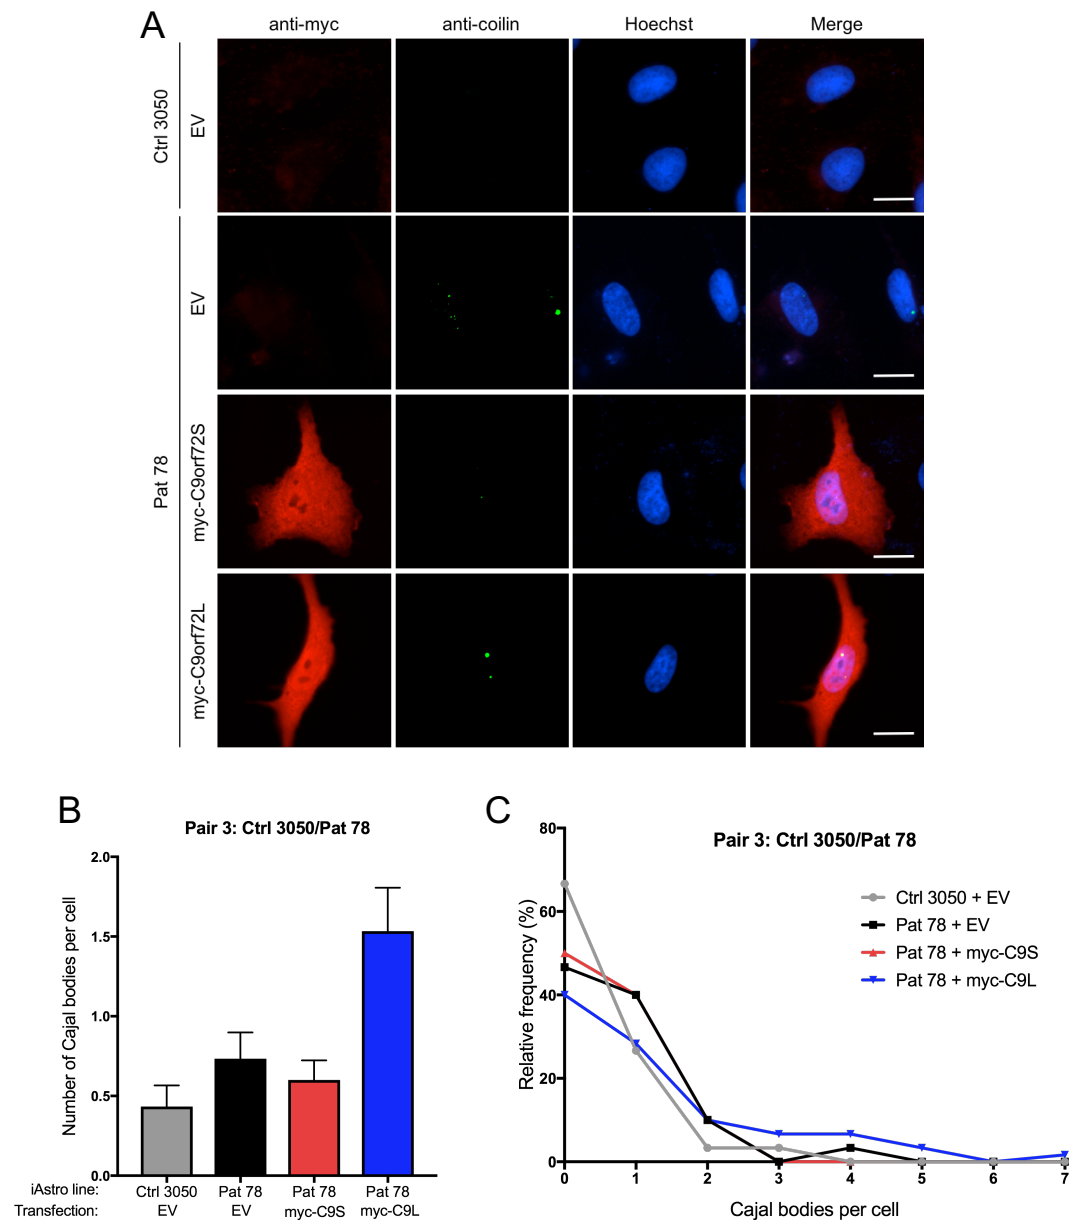 A
anti-myc anti-coilin Hoechst Merge
Ctrl 3050
EV
Pat 78
EV
myc-C9orf72S
myc-C9orf72L
B
Pair 3: Ctrl 3050/Pat 78
Number of Cajal bodies per cell
2.0
1.5
1.0
0.5
0.0
iAstro line: Ctrl 3050 Pat 78 Pat 78 Pat 78
Transfection: EV EV myc-C9S myc-C9L
C
Pair 3: Ctrl 3050/Pat 78
Relative frequency (%)
80
60
40
20
0
Ctrl 3050 + EV
Pat 78 + EV
Pat 78 + myc-C9S
Pat 78 + myc-C9L
0 1 2 3 4 5 6 7
Cajal bodies per cell